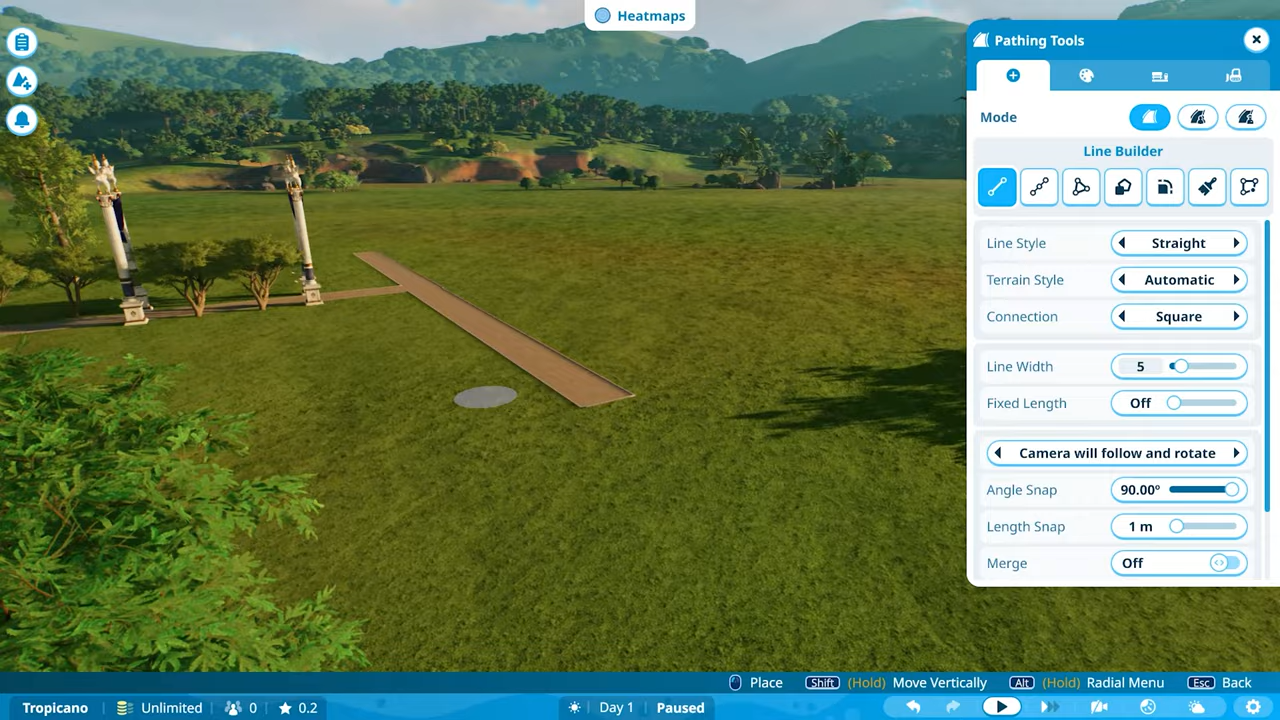 Heatmaps
Pathing Tools
Mode
Line Builder
Line Style Straight
Terrain Style Automatic
Connection Square
Line Width 5
Fixed Length Off
Camera will follow and rotate
Angle Snap 90.00°
Length Snap 1 m
Merge Off
Place Shift (Hold) Move Vertically Alt (Hold) Radial Menu Esc Back
Tropicano Unlimited 0 0.2 Day 1 Paused